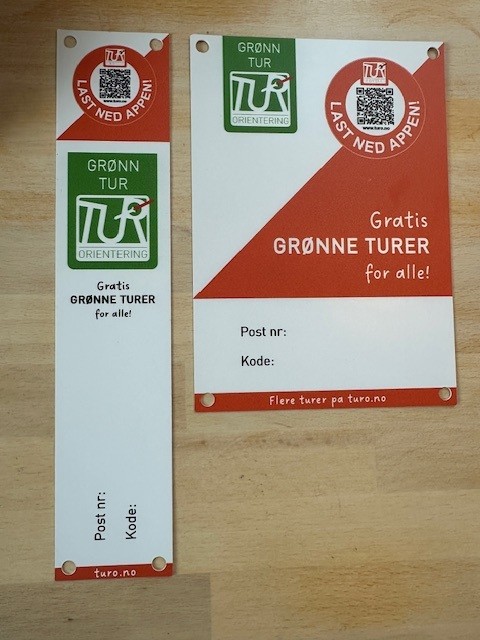 TUR
www.turo.no
LAST NED APPEN!
GRØNN
TUR
TUR
ORIENTERING
Gratis
GRØNNE TURER
for alle!
Post nr:
Kode:
turo.no
GRØNN
TUR
TUR
ORIENTERING
TUR
www.turo.no
LAST NED APPEN!
Gratis
GRØNNE TURER
for alle!
Post nr:
Kode:
Flere turer pa turo.no